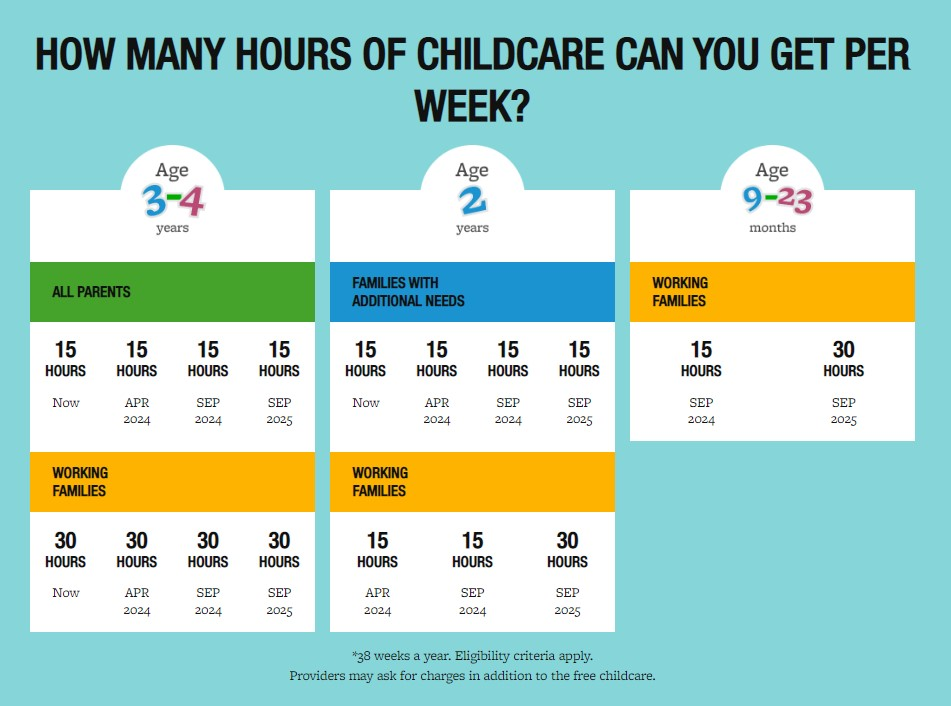 HOW MANY HOURS OF CHILDCARE CAN YOU GET PER
WEEK?
Age
3-4
years
ALL PARENTS
15 15 15 15
HOURS HOURS HOURS HOURS
Now APR SEP SEP
2024 2024 2025
WORKING
FAMILIES
30 30 30 30
HOURS HOURS HOURS HOURS
Now APR SEP SEP
2024 2024 2025
Age
2
years
FAMILIES WITH
ADDITIONAL NEEDS
15 15 15 15
HOURS HOURS HOURS HOURS
Now APR SEP SEP
2024 2024 2025
WORKING
FAMILIES
15 15 30
HOURS HOURS HOURS
APR SEP SEP
2024 2024 2025
Age
9-23
months
WORKING
FAMILIES
15 30
HOURS HOURS
SEP SEP
2024 2025
*38 weeks a year. Eligibility criteria apply.
Providers may ask for charges in addition to the free childcare.